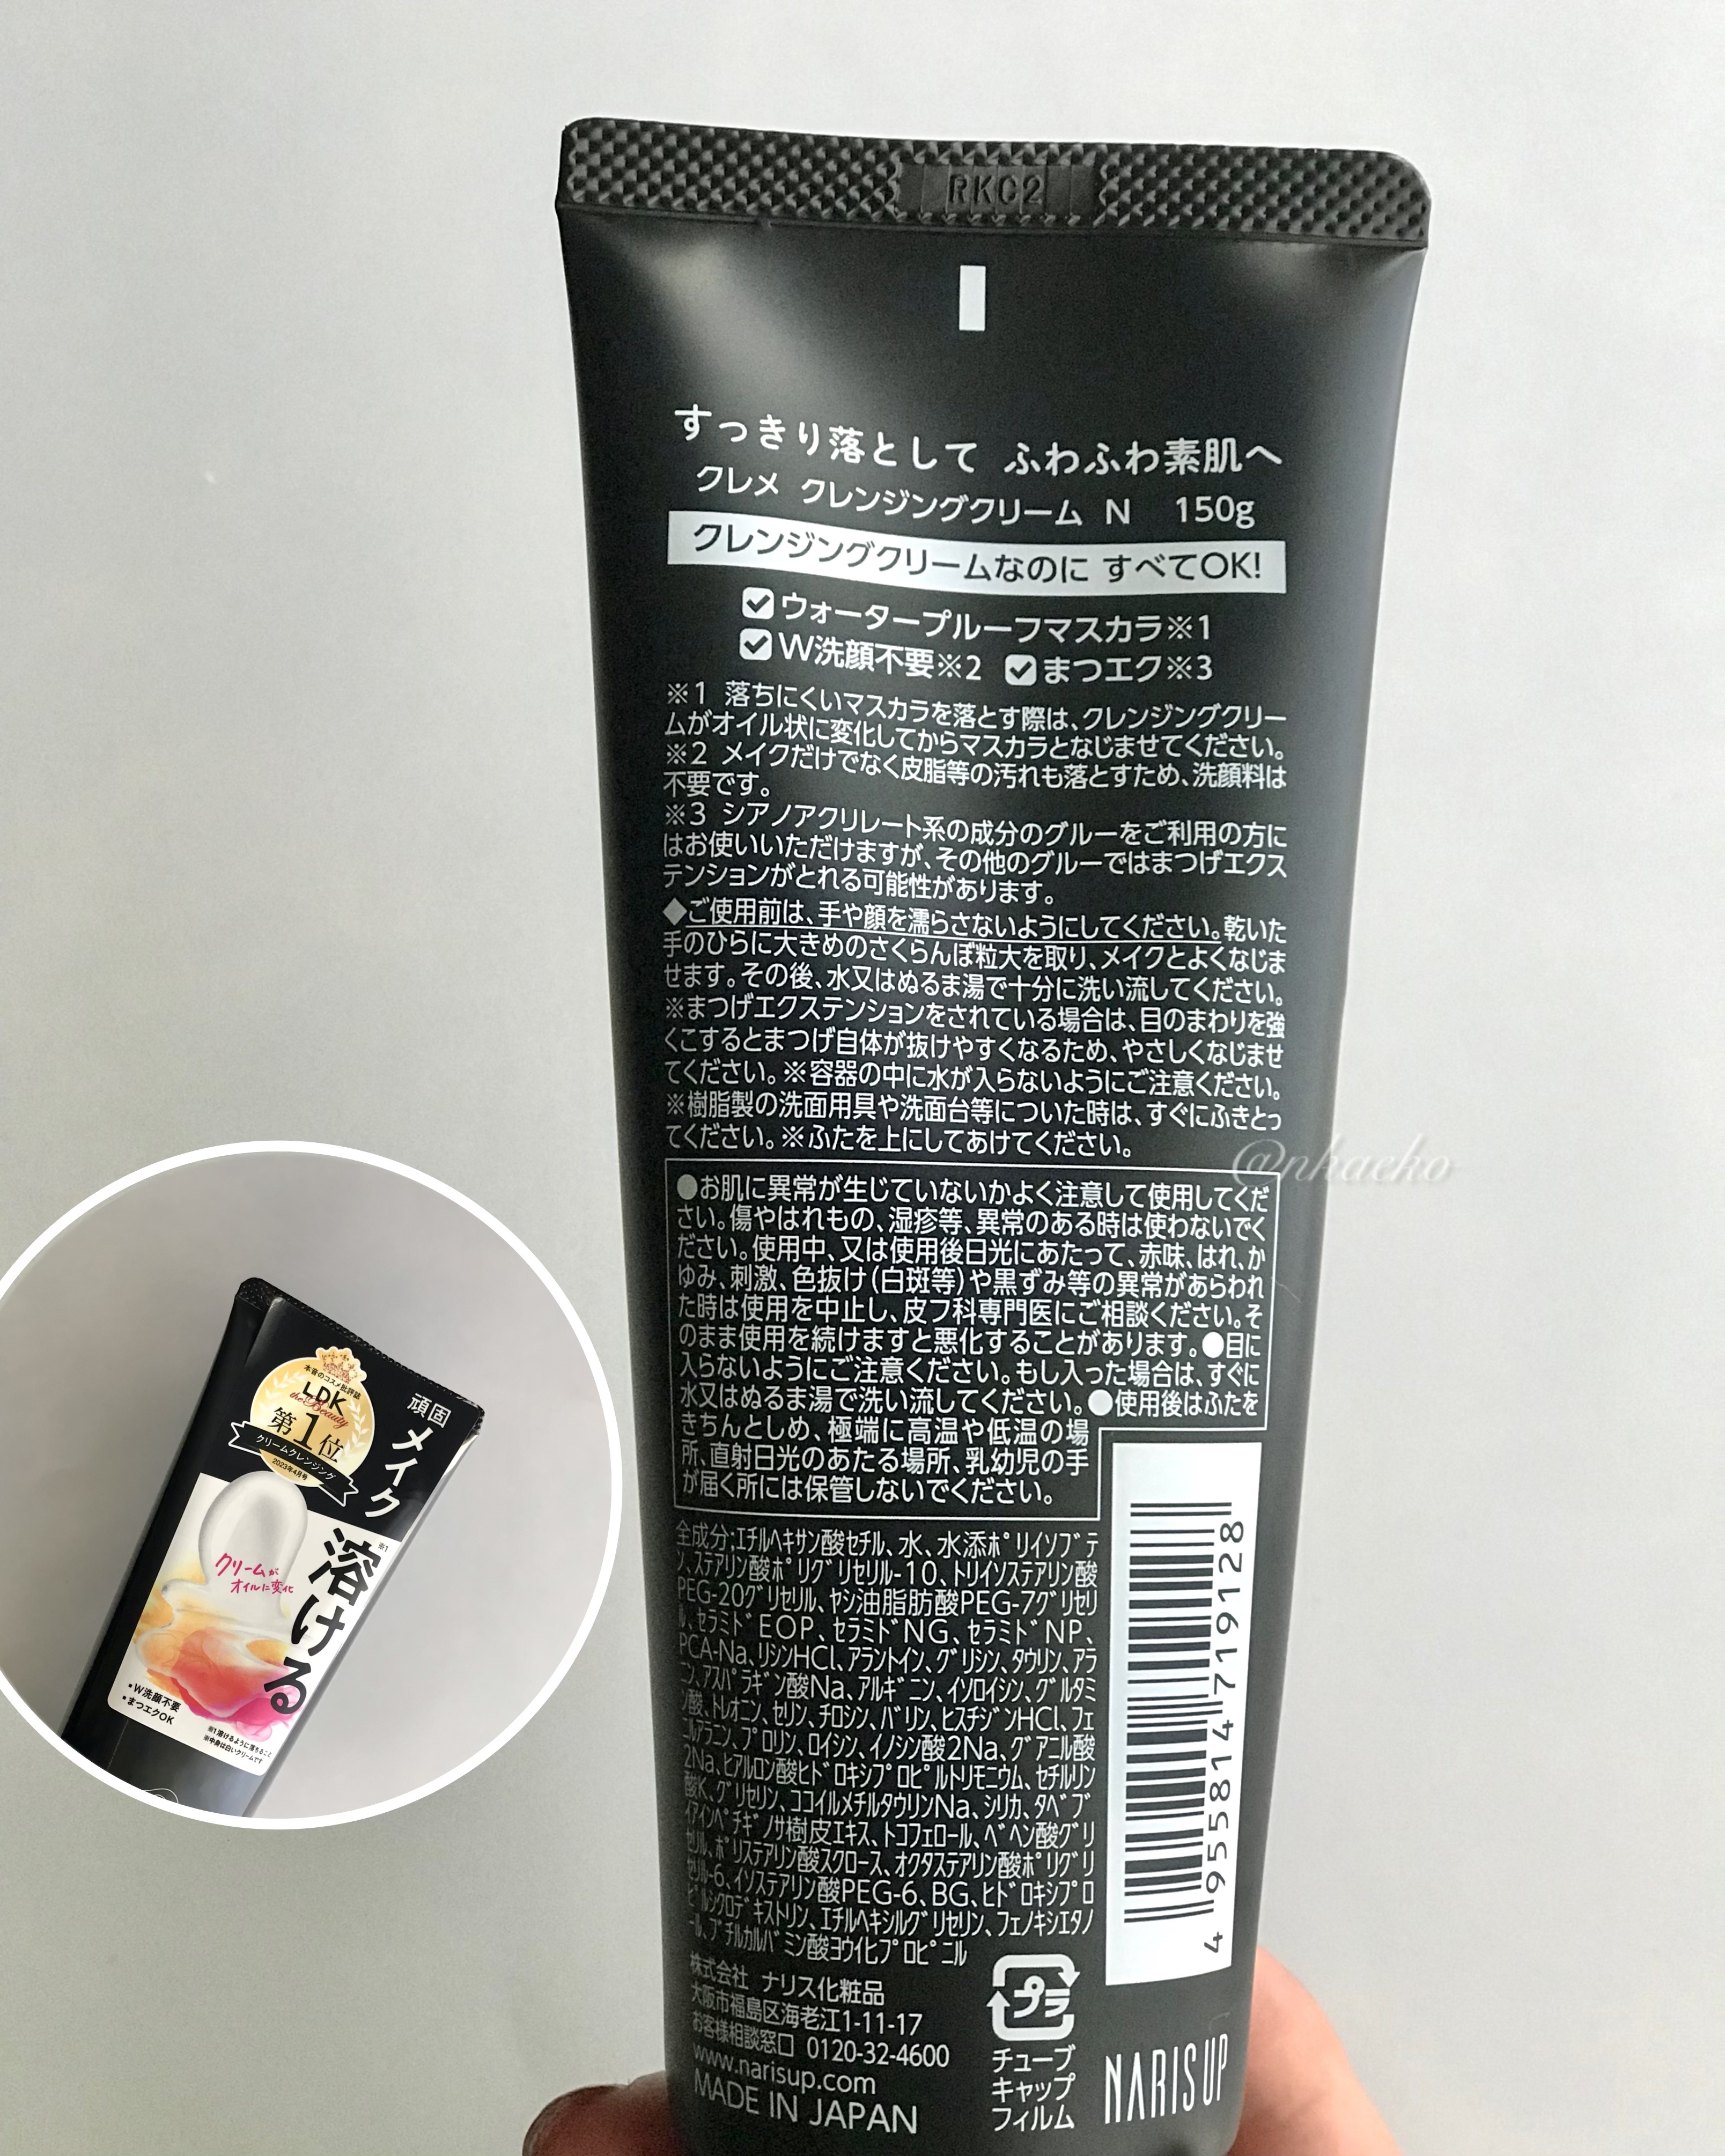 RKC2
すっきり落として ふわふわ素肌へ
クレメ クレンジングクリーム N 150g
クレンジングクリームなのに すべてOK!
ウォータープルーフマスカラ※1
W洗顔不要※2 まつエク※3
※1 落ちにくいマスカラを落とす際は、クレンジングクリー
ムがオイル状に変化してからマスカラとなじませてください。
※2 メイクだけでなく皮脂等の汚れも落とすため、洗顔料は
不要です。
※3 シアノアクリレート系の成分のグルーをご利用の方に
はお使いいただけますが、その他のグルーではまつげエクス
テンションがとれる可能性があります。
◆ご使用前は、手や顔を濡らさないようにしてください。乾いた
手のひらに大きめのさくらんぼ粒大を取り、メイクとよくなじま
せます。その後、水又はぬるま湯で十分に洗い流してください。
※まつげエクステンションをされている場合は、目のまわりを強
くこするとまつげ自体が抜けやすくなるため、やさしくなじませ
てください。※容器の中に水が入らないようにご注意ください。
※樹脂製の洗面用具や洗面台等についた時は、すぐにふきとっ
てください。※ふたを上にしてあけてください。
@nkaeko
●お肌に異常が生じていないかよく注意して使用してくだ
さい。傷やはれもの、湿疹等、異常のある時は使わないでく
ださい。使用中、又は使用後日光にあたって、赤味、はれ、か
ゆみ、刺激、色抜け(白斑等)や黒ずみ等の異常があらわれ
た時は使用を中止し、皮フ科専門医にご相談ください。そ
のまま使用を続けますと悪化することがあります。●目に
入らないようにご注意ください。もし入った場合は、すぐに
水又はぬるま湯で洗い流してください。●使用後はふたを
きちんとしめ、極端に高温や低温の場
所、直射日光のあたる場所、乳幼児の手
が届く所には保管しないでください。
全成分:エチルヘキサン酸セチル、水、水添ポリイソブテ
ン、ステアリン酸ポリグリセリル-10、トリイソステアリン酸
PEG-20グリセリル、ヤシ油脂肪酸PEG-7グリセリ
ル、セラミドEOP、セラミドNG、セラミドNP、
PCA-Na、リシンHCl、アラントイン、グリシン、タウリン、アラ
ニン、アスパラギン酸Na、アルギニン、イソロイシン、グルタミ
ン酸、トレオニン、セリン、チロシン、バリン、ヒスチジンHCl、フェ
ニルアラニン、プロリン、ロイシン、イノシン酸2Na、グアニル酸
2Na、ヒアルロン酸ヒドロキシプロピルトリモニウム、セチルリン
酸K、グリセリン、ココイルメチルタウリンNa、シリカ、タベブ
イアインペチギノサ樹皮エキス、トコフェロール、ベヘン酸グリ
セリル、ポリステアリン酸スクロース、オクタステアリン酸ポリグリ
セリル-6、イソステアリン酸PEG-6、BG、ヒドロキシプロ
ピルシクロデキストリン、エチルヘキシルグリセリン、フェノキシエタノ
ール、ブチルカルバミン酸ヨウ化プロピニル
4 955814 719128
株式会社 ナリス化粧品
大阪市福島区海老江1-11-17
お客様相談窓口 0120-32-4600
www.narisup.com
MADE IN JAPAN
プラ
チューブ
キャップ
フィルム
NARIS UP
本音のコスメ批評誌
LDK
the Beauty
第1位
クリームクレンジング
2023年4月号
頑固
メイク
溶ける
※1
クリームが
オイルに変化
・W洗顔不要
・まつエクOK
※1溶けるように落ちること
※中身は白いクリームです